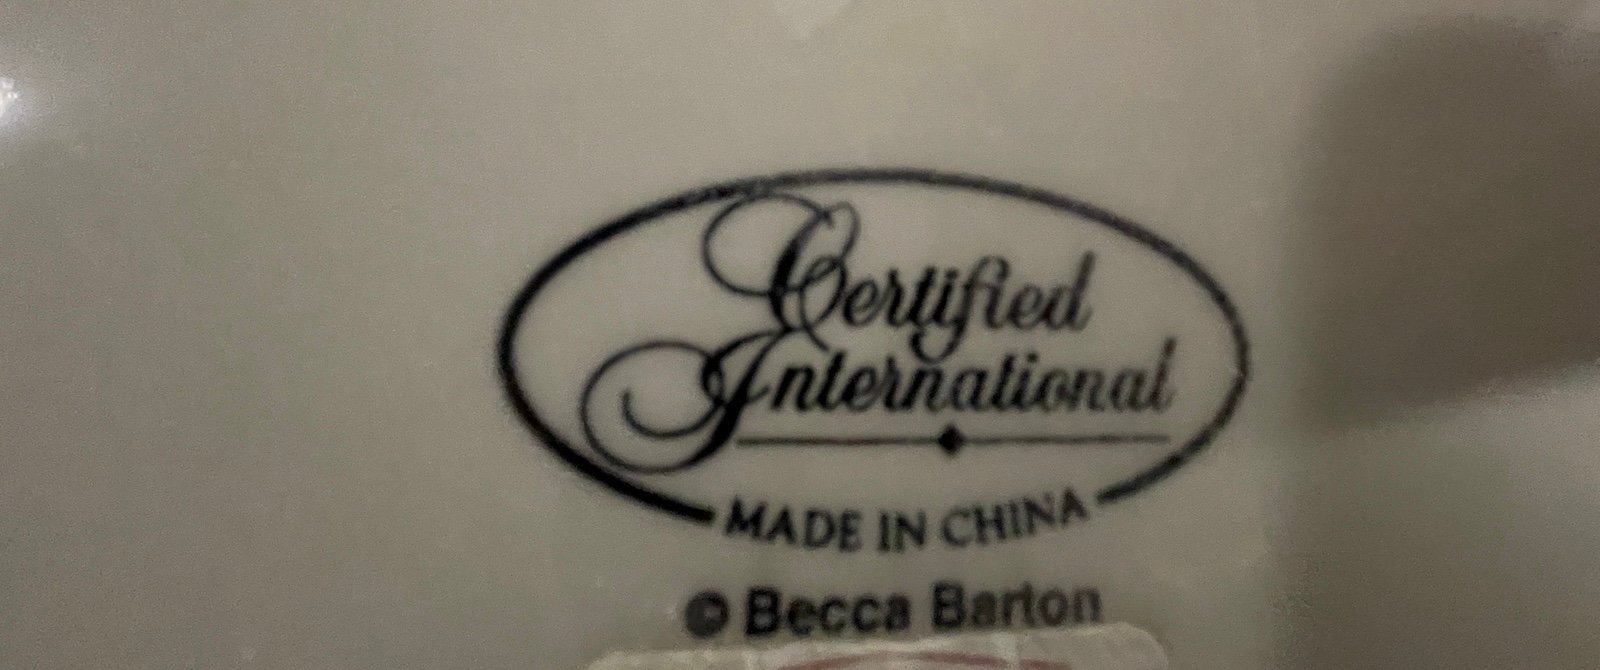 Certified
International
MADE IN CHINA
© Becca Barton